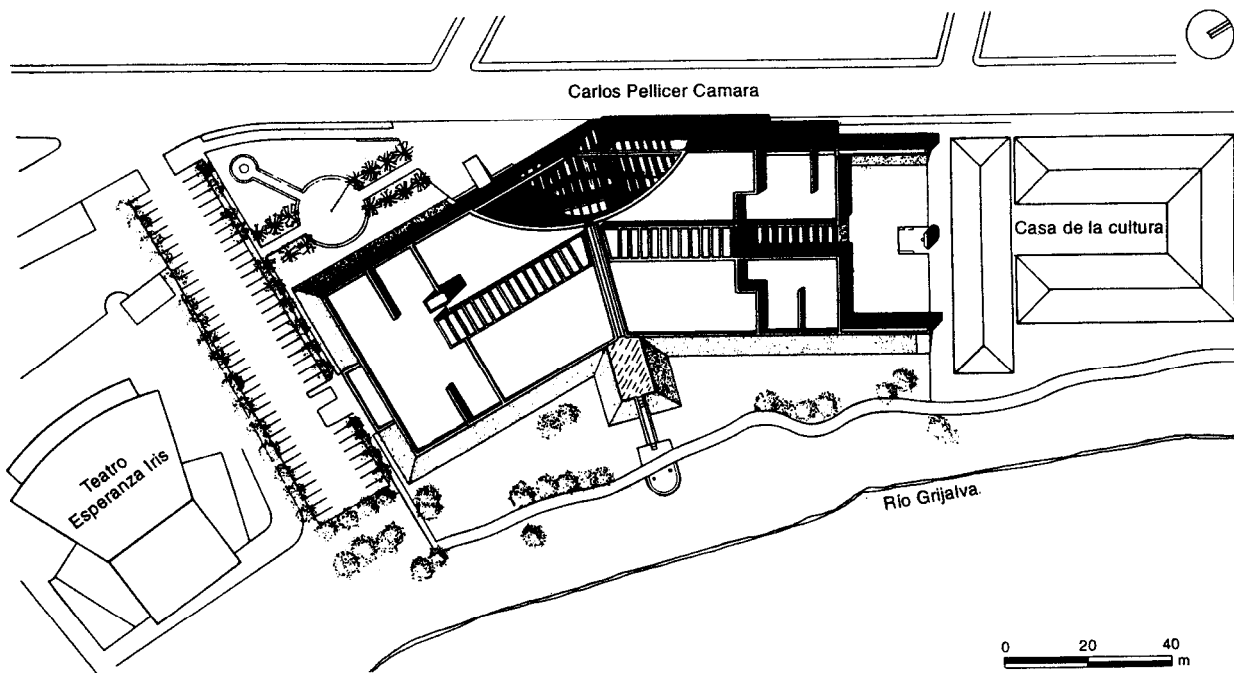 Carlos Pellicer Camara
Casa de la cultura
Teatro
Esperanza Iris
Río Grijalva
0 20 40
m